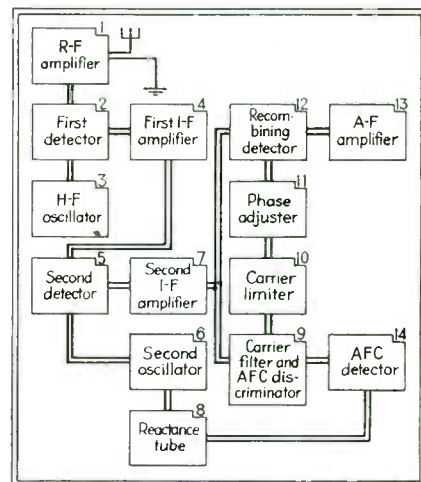 1
R-F
amplifier
2
First
detector
4
First I-F
amplifier
12
Recom-
bining
detector
13
A-F
amplifier
3
H-F
oscillator
11
Phase
adjuster
5
Second
detector
7
Second
I-F
amplifier
10
Carrier
limiter
6
Second
oscillator
9
Carrier
filter and
AFC dis-
criminator
14
AFC
detector
8
Reactance
tube